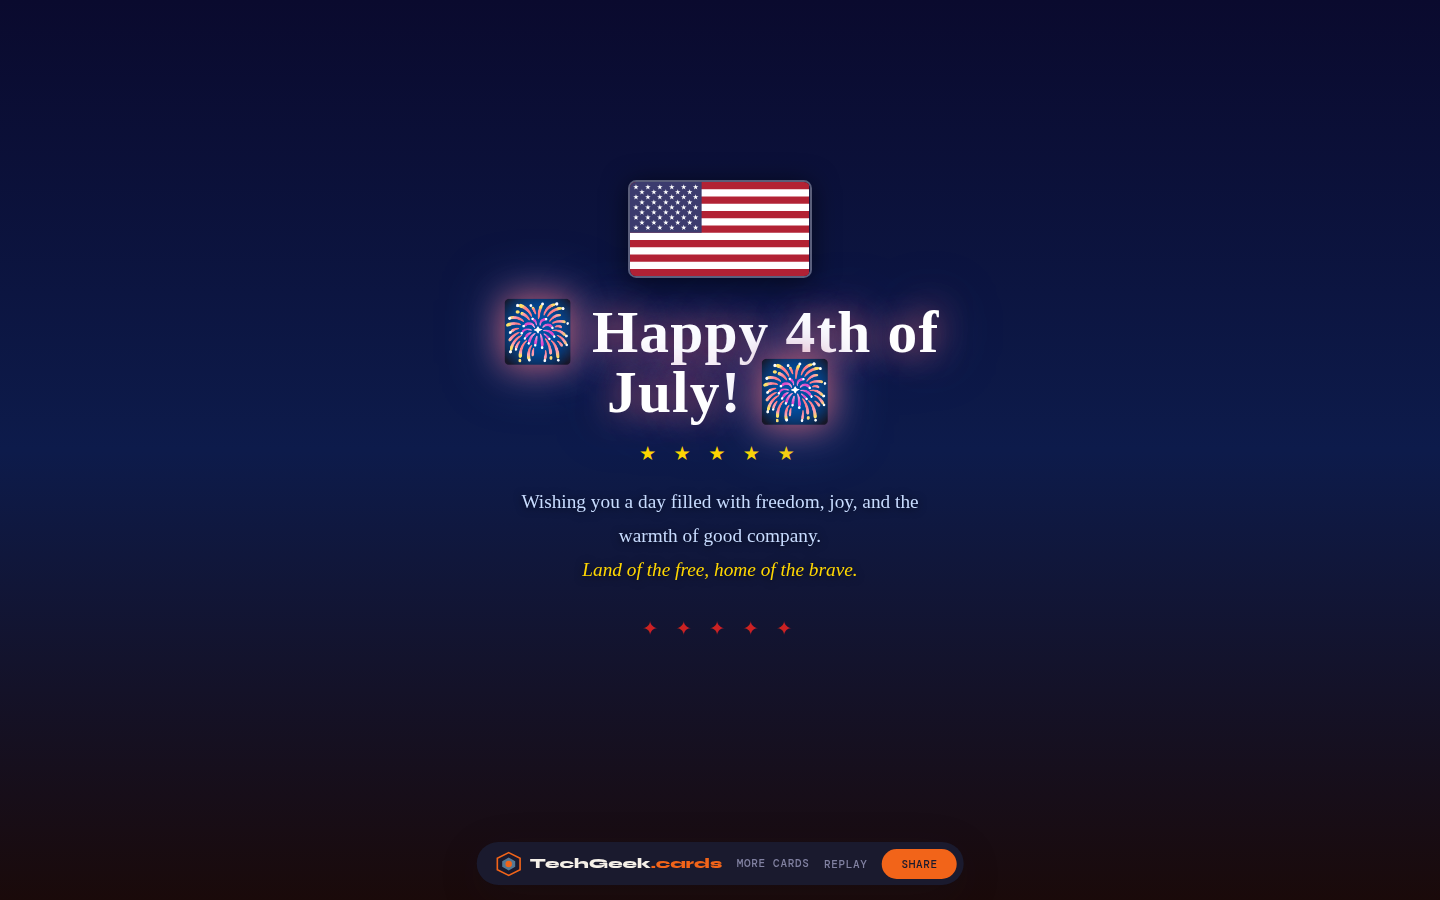 🎆 Happy 4th of
July! 🎆
★ ★ ★ ★ ★
Wishing you a day filled with freedom, joy, and the
warmth of good company.
Land of the free, home of the brave.
✦ ✦ ✦ ✦ ✦
TechGeek.cards MORE CARDS REPLAY SHARE